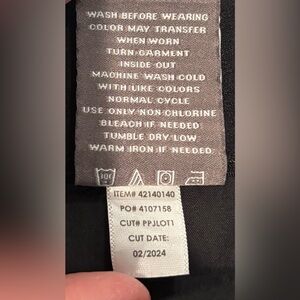 WASH BEFORE WEARING
COLOR MAY TRANSFER
WHEN WORN
TURN GARMENT
INSIDE OUT
MACHINE WASH COLD
WITH LIKE COLORS
NORMAL CYCLE
USE ONLY NON-CHLORINE
BLEACH IF NEEDED
TUMBLE DRY LOW
WARM IRON IF NEEDED
ITEM# 42140140
PO# 4107158
CUT# PPJLOT1
CUT DATE:
02/2024